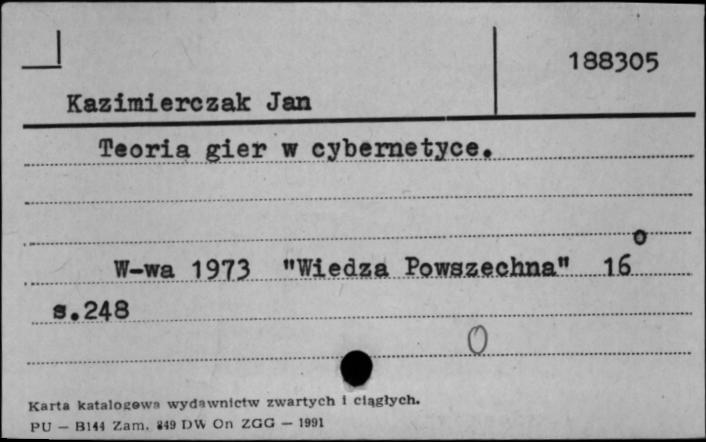 188305
Kazimierczak Jan
Teoria gier w cybernetyce.
W-wa 1973 "Wiedza Powszechna" 16o
s.248
0
Karta katalogowa wydawnictw zwartych i ciągłych.
PU — B144 Zam. 849 DW On ZGG — 1991